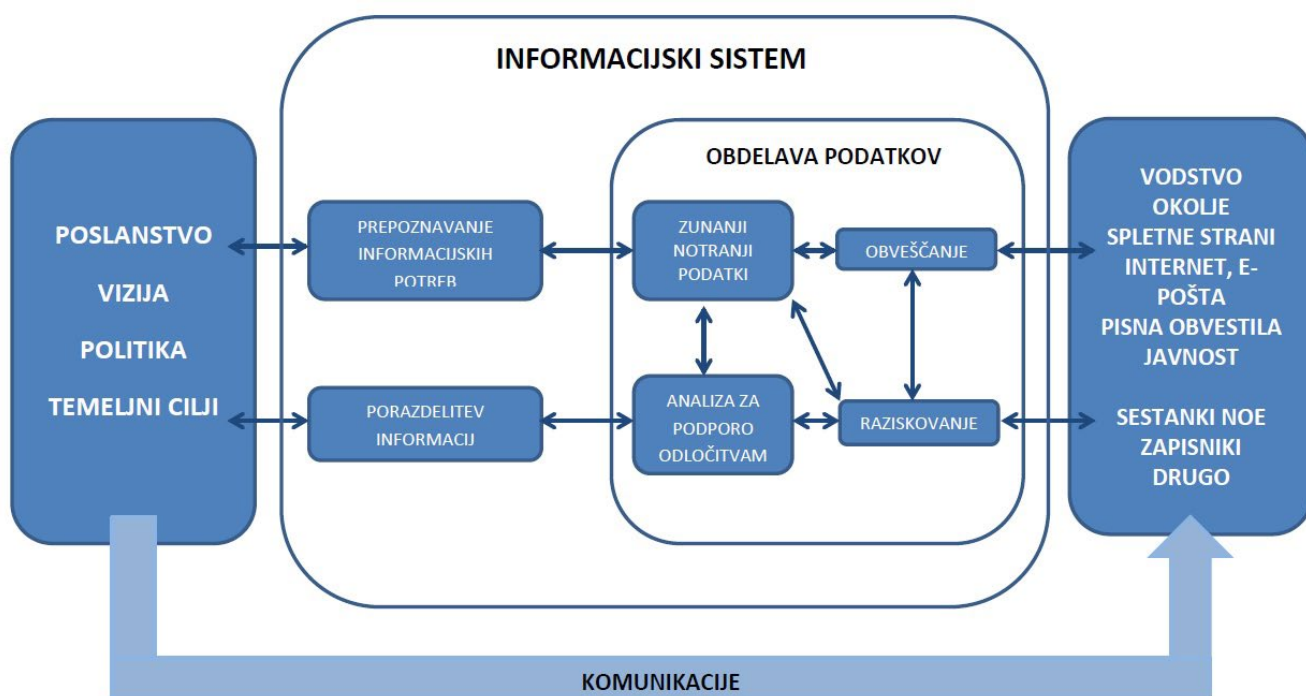 INFORMACIJSKI SISTEM
POSLANSTVO
VIZIJA
POLITIKA
TEMELJNI CILJI
PREPOZNAVANJE
INFORMACIJSKIH
POTREB
PORAZDELITEV
INFORMACIJ
OBDELAVA PODATKOV
ZUNANJI
NOTRANJI
PODATKI
OBVEŠČANJE
ANALIZA ZA
PODPORO
ODLOČITVAM
RAZISKOVANJE
VODSTVO
OKOLJE
SPLETNE STRANI
INTERNET, E-
POŠTA
PISNA OBVESTILA
JAVNOST
SESTANKI NOE
ZAPISNIKI
DRUGO
KOMUNIKACIJE